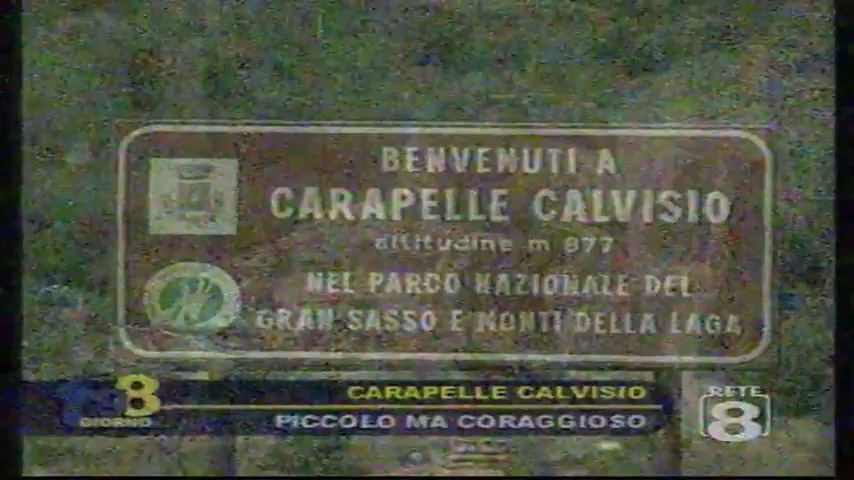 BENVENUTI A
CARAPELLE CALVISIO
altitudine m 877
NEL PARCO NAZIONALE DEL
GRAN SASSO E MONTI DELLA LAGA
8
GIORNO
CARAPELLE CALVISIO
PICCOLO MA CORAGGIOSO
RETE
8